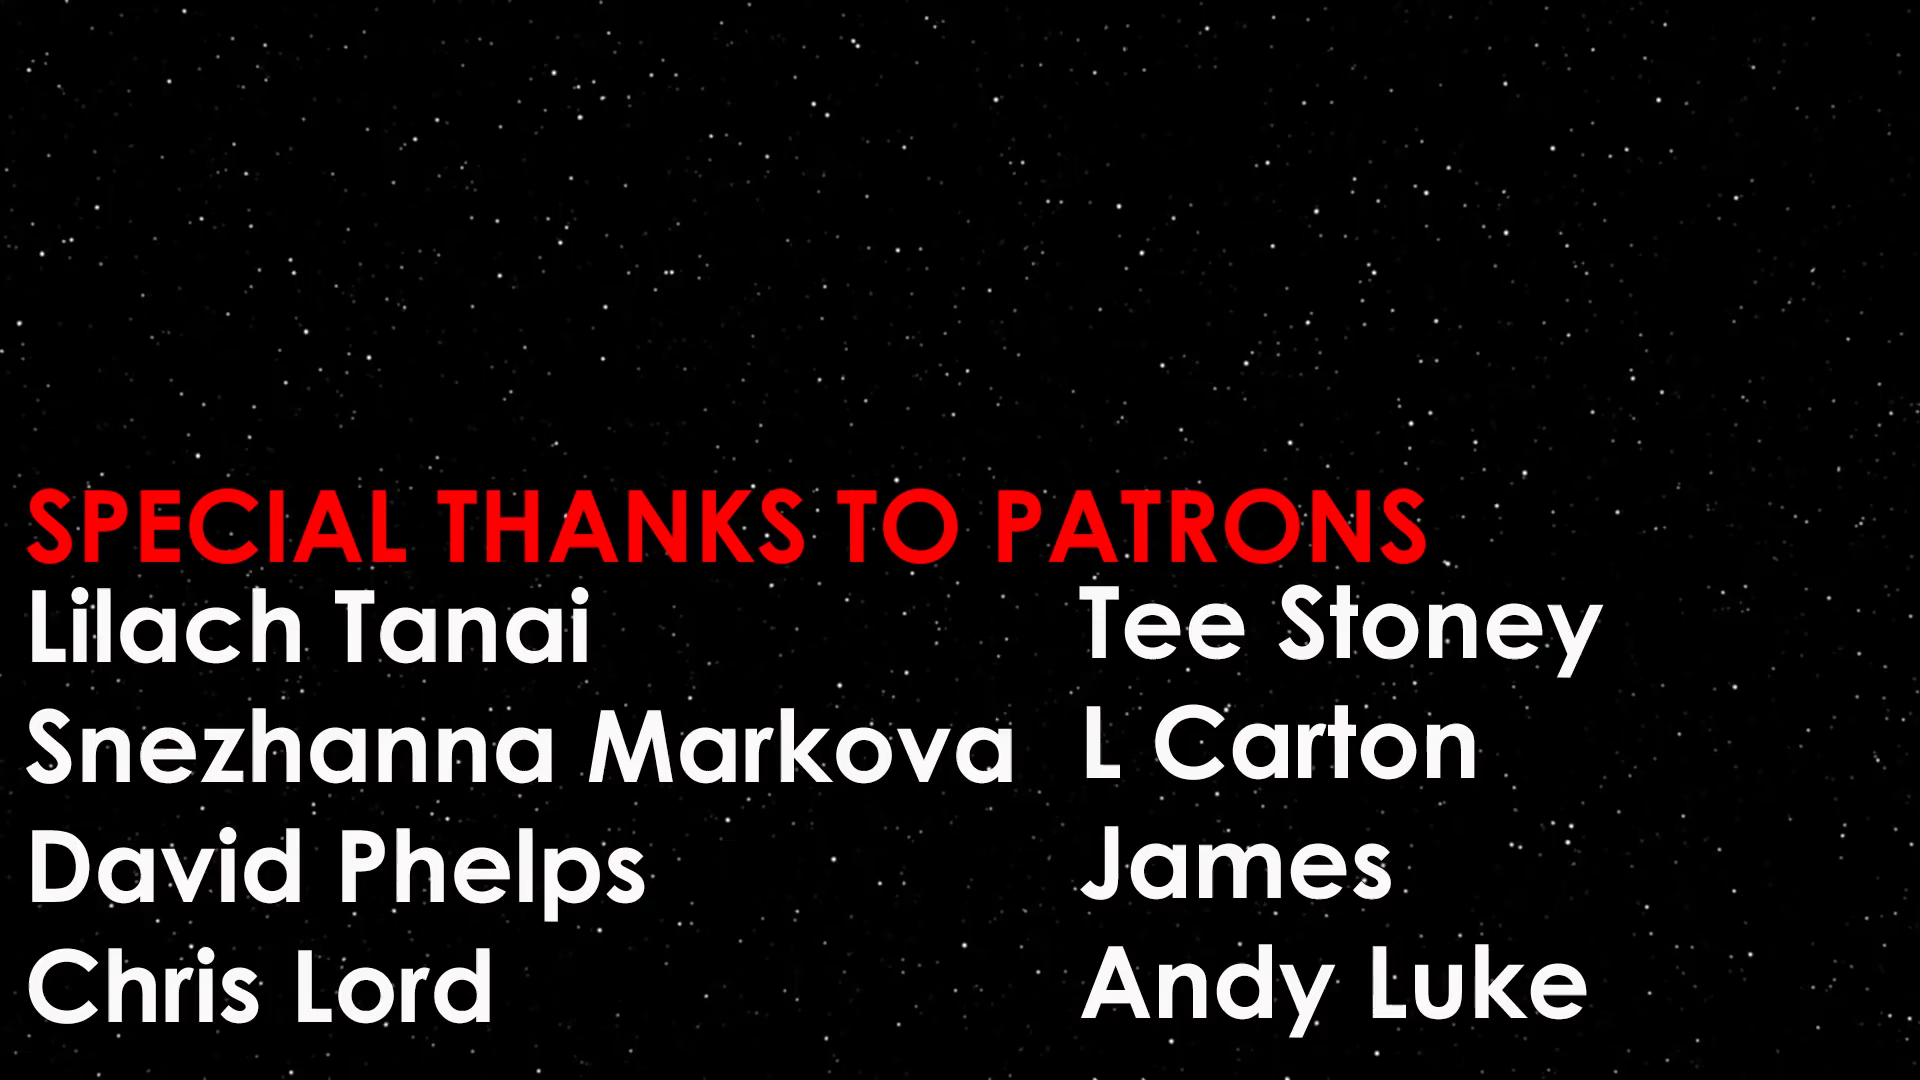 SPECIAL THANKS TO PATRONS
Lilach Tanai
Snezhanna Markova
David Phelps
Chris Lord
Tee Stoney
L Carton
James
Andy Luke